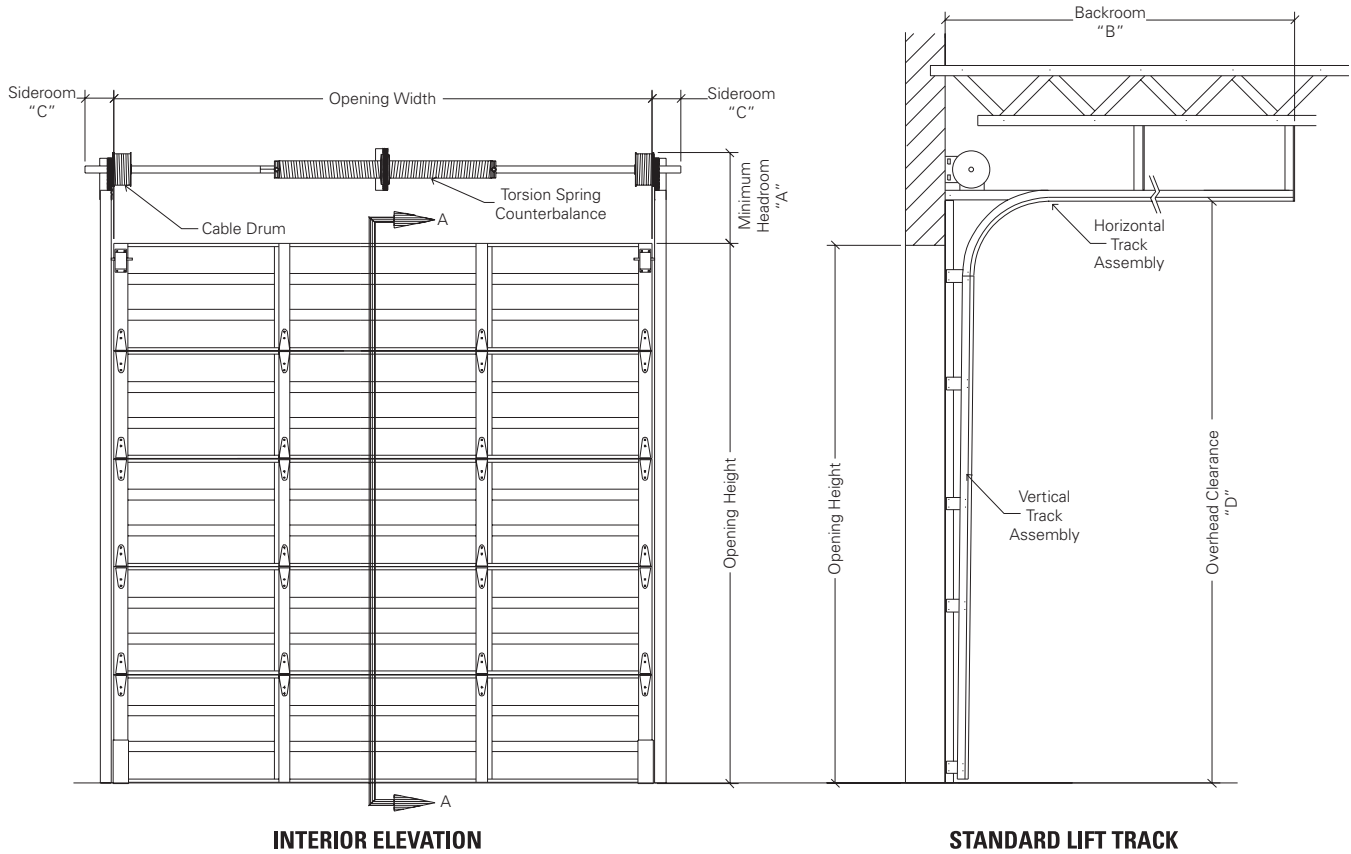 Sideroom
“C”
Opening Width
Sideroom
“C”
Minimum
Headroom
“A”
Torsion Spring
Counterbalance
Cable Drum
A
Opening Height
A
INTERIOR ELEVATION
Backroom
“B”
Horizontal
Track
Assembly
Opening Height
Vertical
Track
Assembly
Overhead Clearance
“D”
STANDARD LIFT TRACK